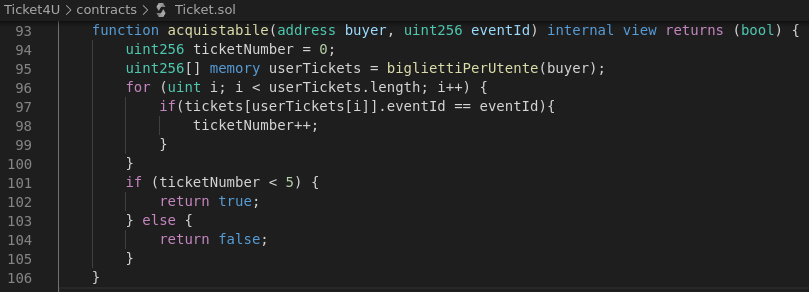 Ticket4U > contracts > Ticket.sol
93 function acquistabile(address buyer, uint256 eventId) internal view returns (bool) {
94 uint256 ticketNumber = 0;
95 uint256[] memory userTickets = bigliettiPerUtente(buyer);
96 for (uint i; i < userTickets.length; i++) {
97 if(tickets[userTickets[i]].eventId == eventId){
98 ticketNumber++;
99 }
100 }
101 if (ticketNumber < 5) {
102 return true;
103 } else {
104 return false;
105 }
106 }